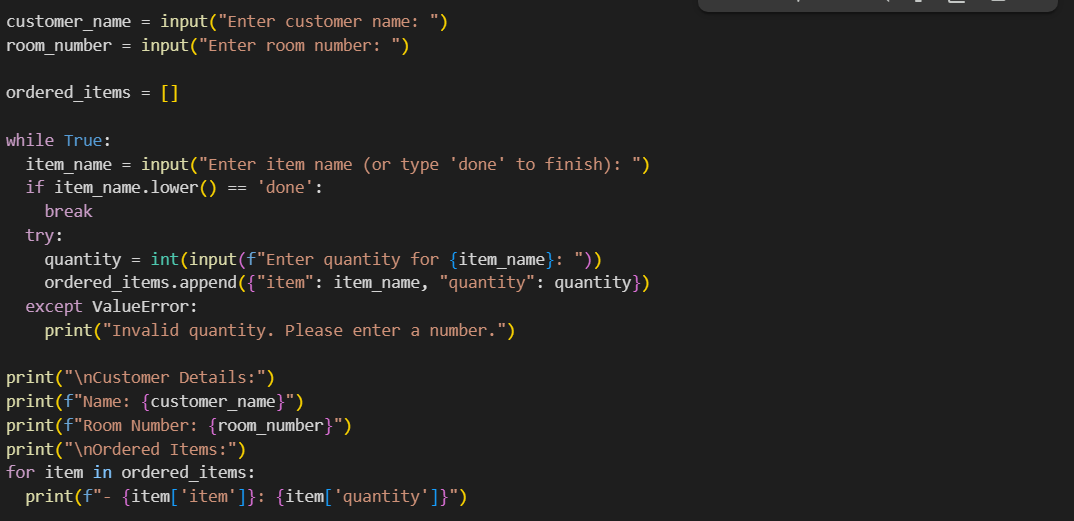 customer_name = input("Enter customer name: ")
room_number = input("Enter room number: ")

ordered_items = []

while True:
  item_name = input("Enter item name (or type 'done' to finish): ")
  if item_name.lower() == 'done':
    break
  try:
    quantity = int(input(f"Enter quantity for {item_name}: "))
    ordered_items.append({"item": item_name, "quantity": quantity})
  except ValueError:
    print("Invalid quantity. Please enter a number.")

print("\nCustomer Details:")
print(f"Name: {customer_name}")
print(f"Room Number: {room_number}")
print("\nOrdered Items:")
for item in ordered_items:
  print(f"- {item['item']}: {item['quantity']}")